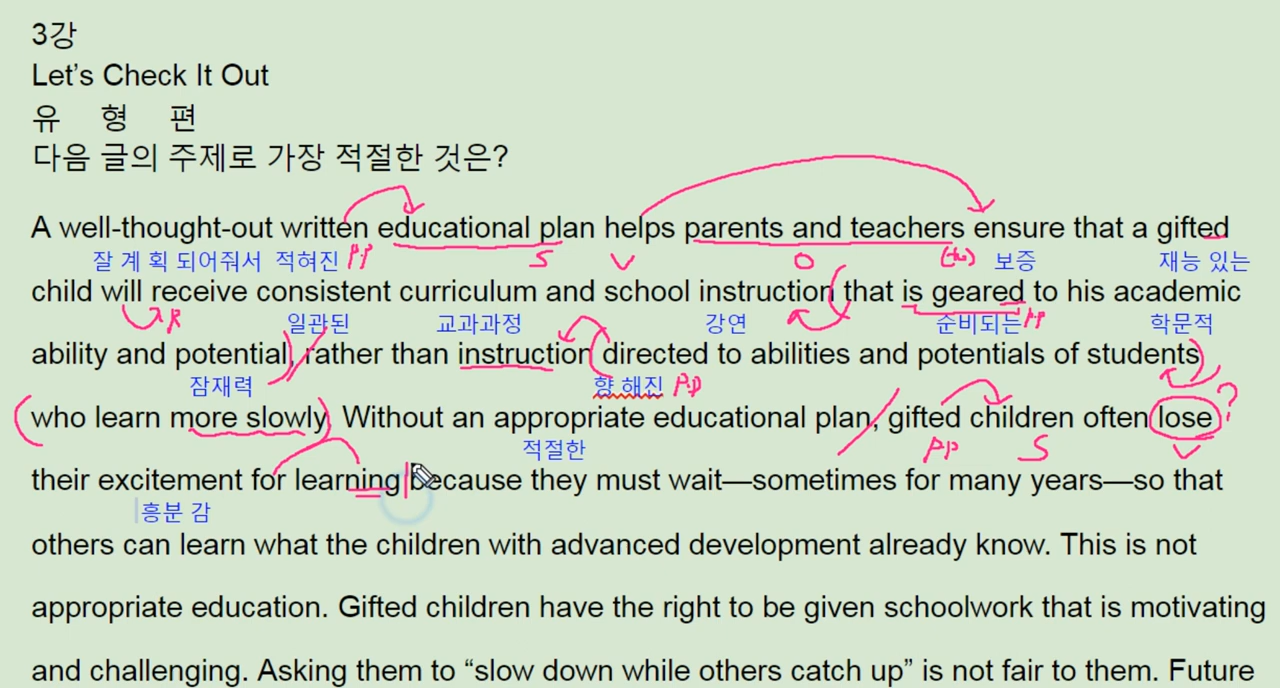 3강
Let's Check It Out
유 형 편
다음 글의 주제로 가장 적절한 것은?
A well-thought-out written educational plan helps parents and teachers ensure that a gifted
잘 계 획 되어줘서 적혀진 P.P S V O (to) 보증 재능 있는
child will receive consistent curriculum and school instruction that is geared to his academic
R 일관된 교과과정 강연 준비되는 PP 학문적
ability and potential, rather than instruction directed to abilities and potentials of students
잠재력 향 해진 P.P
who learn more slowly. Without an appropriate educational plan, gifted children often lose ?
적절한 PP S V
their excitement for learning because they must wait—sometimes for many years—so that
흥분 감
others can learn what the children with advanced development already know. This is not
appropriate education. Gifted children have the right to be given schoolwork that is motivating
and challenging. Asking them to “slow down while others catch up” is not fair to them. Future